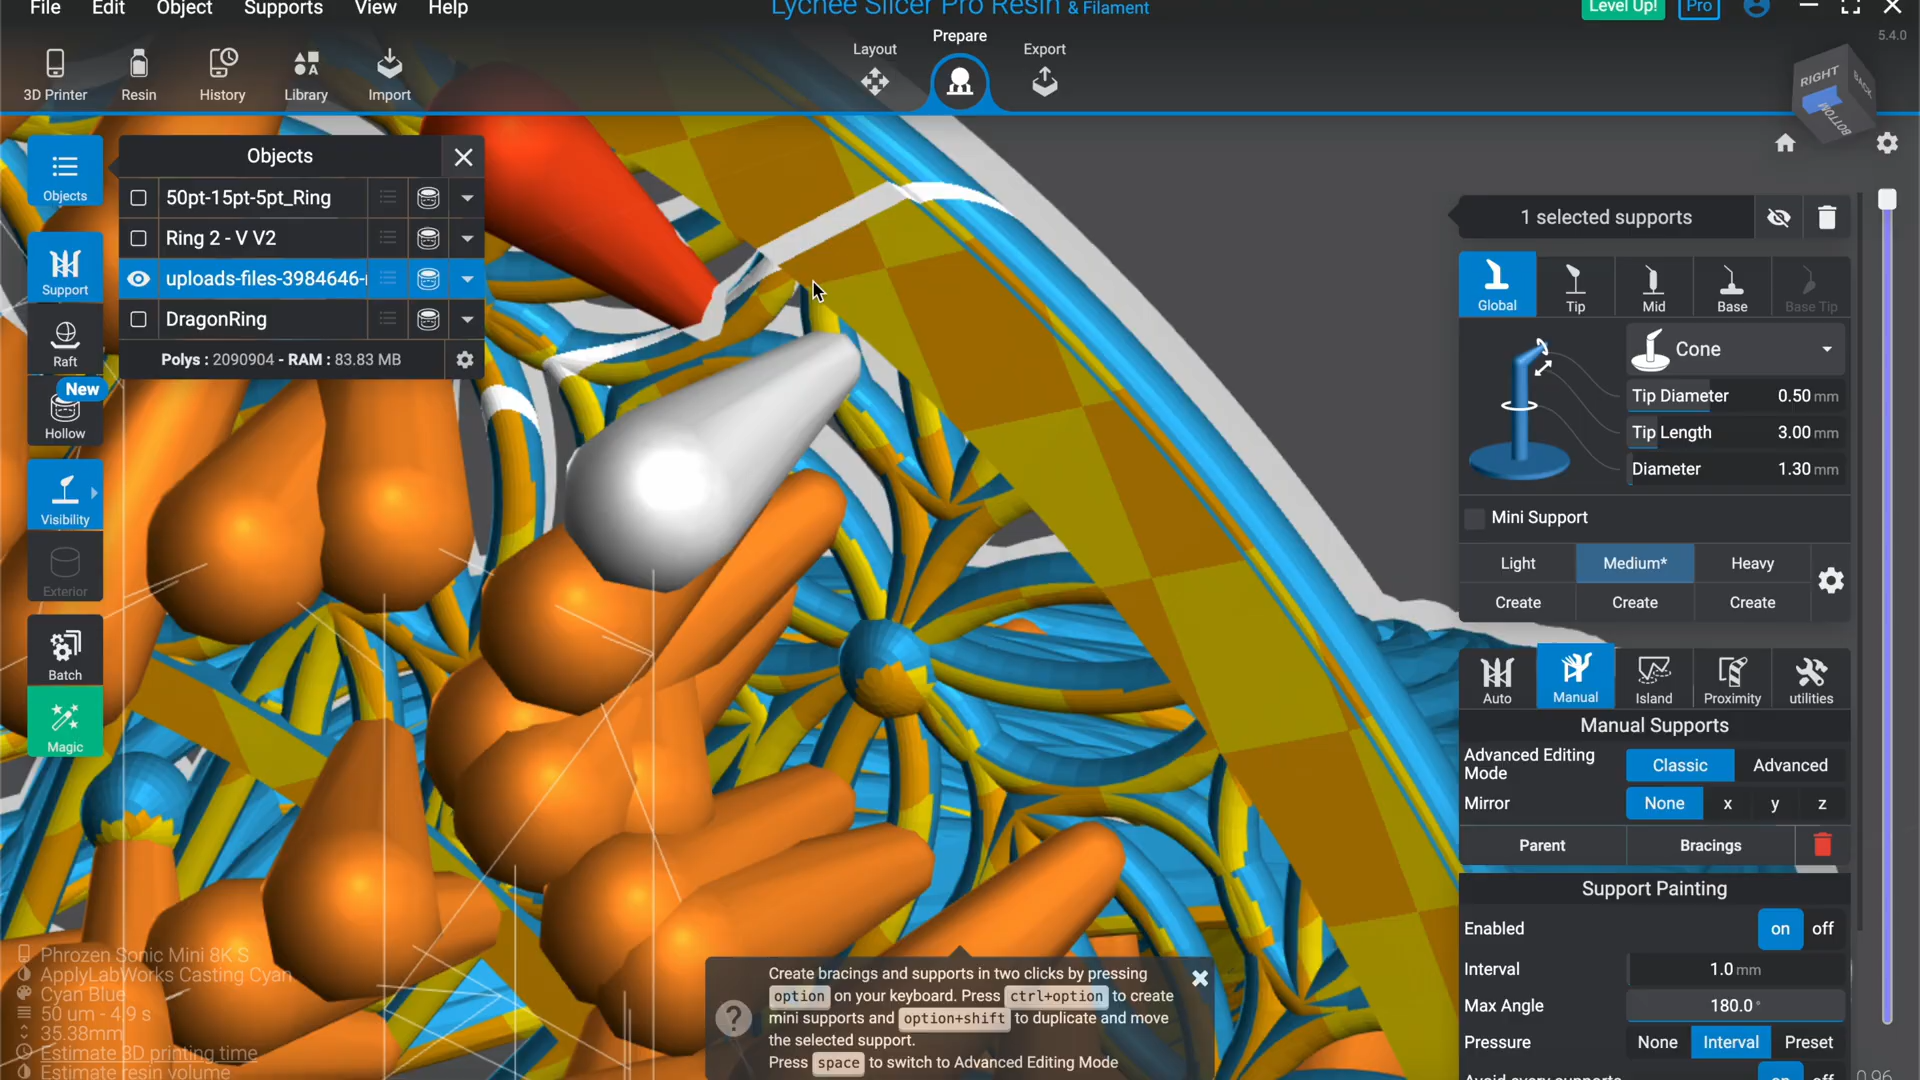 File Edit Object Supports View Help
Lychee Slicer Pro Resin & Filament
Level Up! Pro
5.4.0
3D Printer Resin History Library Import
Layout Prepare Export
RIGHT BACK
BOTTOM
Objects
50pt-15pt-5pt_Ring
Ring 2 - V V2
uploads-files-3984646-
DragonRing
Polys : 2090904 - RAM : 83.83 MB
Objects
Support
Raft
New
Hollow
Visibility
Exterior
Batch
Magic
1 selected supports
Global Tip Mid Base Base Tip
Cone
Tip Diameter 0.50 mm
Tip Length 3.00 mm
Diameter 1.30 mm
Mini Support
Light Medium* Heavy
Create Create Create
Auto Manual Island Proximity utilities
Manual Supports
Advanced Editing Mode Classic Advanced
Mirror None x y z
Parent Bracings
Support Painting
Enabled on off
Interval 1.0 mm
Max Angle 180.0 °
Pressure None Interval Preset
Avoid every supports on off
0.96
Phrozen Sonic Mini 8K S
ApplyLabWorks Casting Cyan
Cyan Blue
50 um - 4,9 s
35.38mm
Estimate 3D printing time
Estimate resin volume
Create bracings and supports in two clicks by pressing
option on your keyboard. Press ctrl+option to create
mini supports and option+shift to duplicate and move
the selected support.
Press space to switch to Advanced Editing Mode